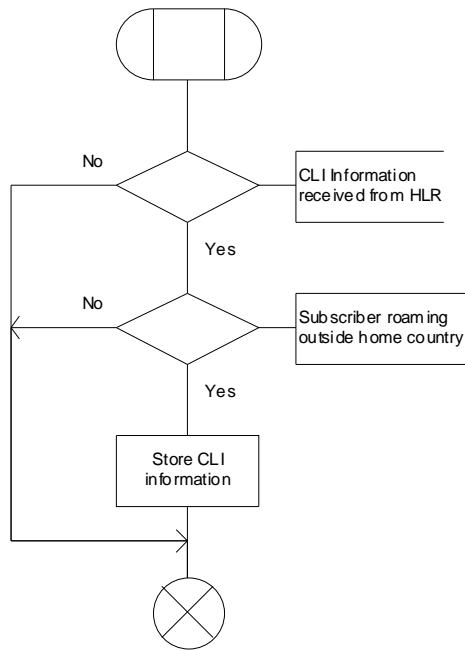 No
CLI Information
received from HLR
Yes
No
Subscriber roaming
outside home country
Yes
Store CLI
information